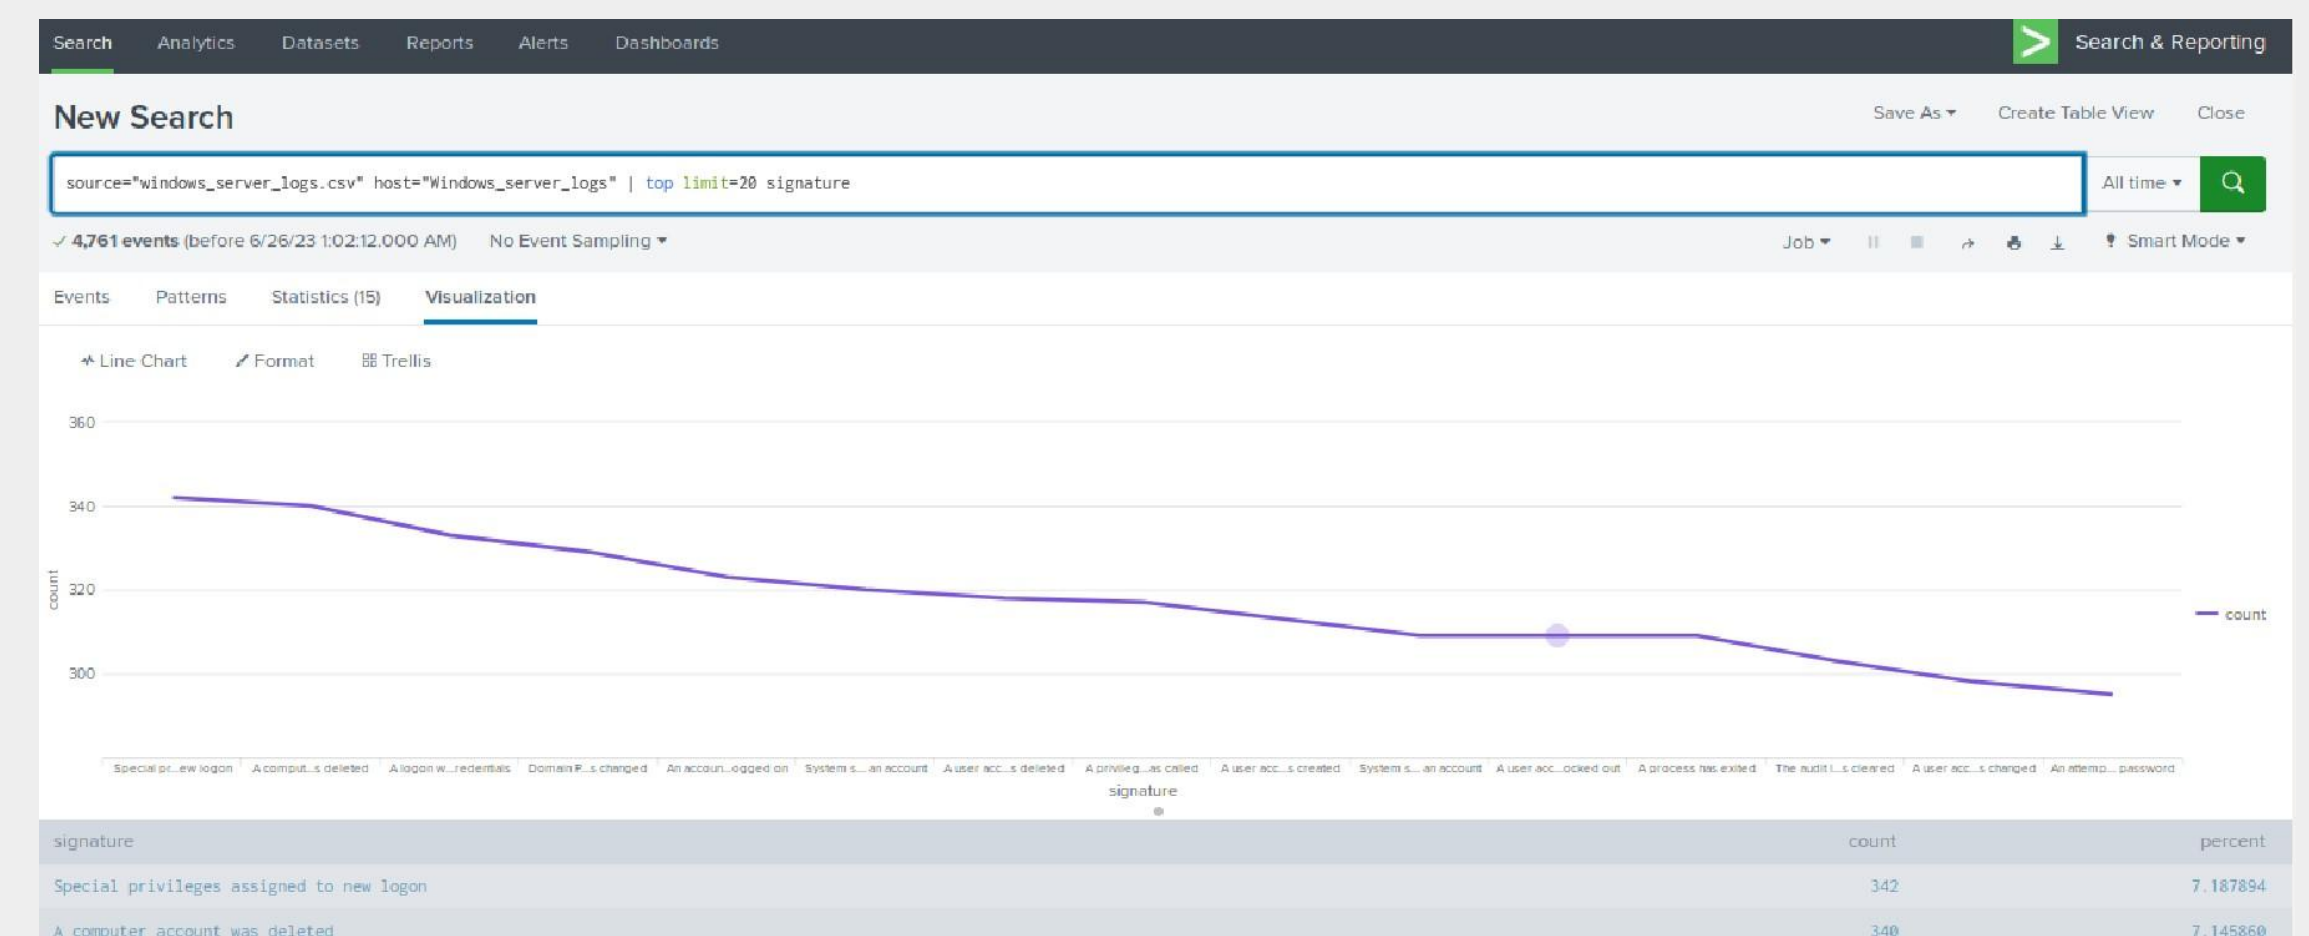 Search Analytics Datasets Reports Alerts Dashboards Search & Reporting
New Search Save As Create Table View Close
source="windows_server_logs.csv" host="Windows_server_logs" | top limit=20 signature All time
4,761 events (before 6/26/23 1:02:12.000 AM) No Event Sampling Job Smart Mode
Events Patterns Statistics (15) Visualization
Line Chart Format Trellis
360
340
320
300
count
count
Special pr...ew logon A comput...s deleted A logon w...redentials Domain P...s changed An accoun...ogged on System s... an account A user acc...s deleted A privileg...as called A user acc...s created System s... an account A user acc...ocked out A process has exited The audit l...s cleared A user acc...s changed An attemp... password
signature
signature count percent
Special privileges assigned to new logon 342 7.187894
A computer account was deleted 340 7.145860